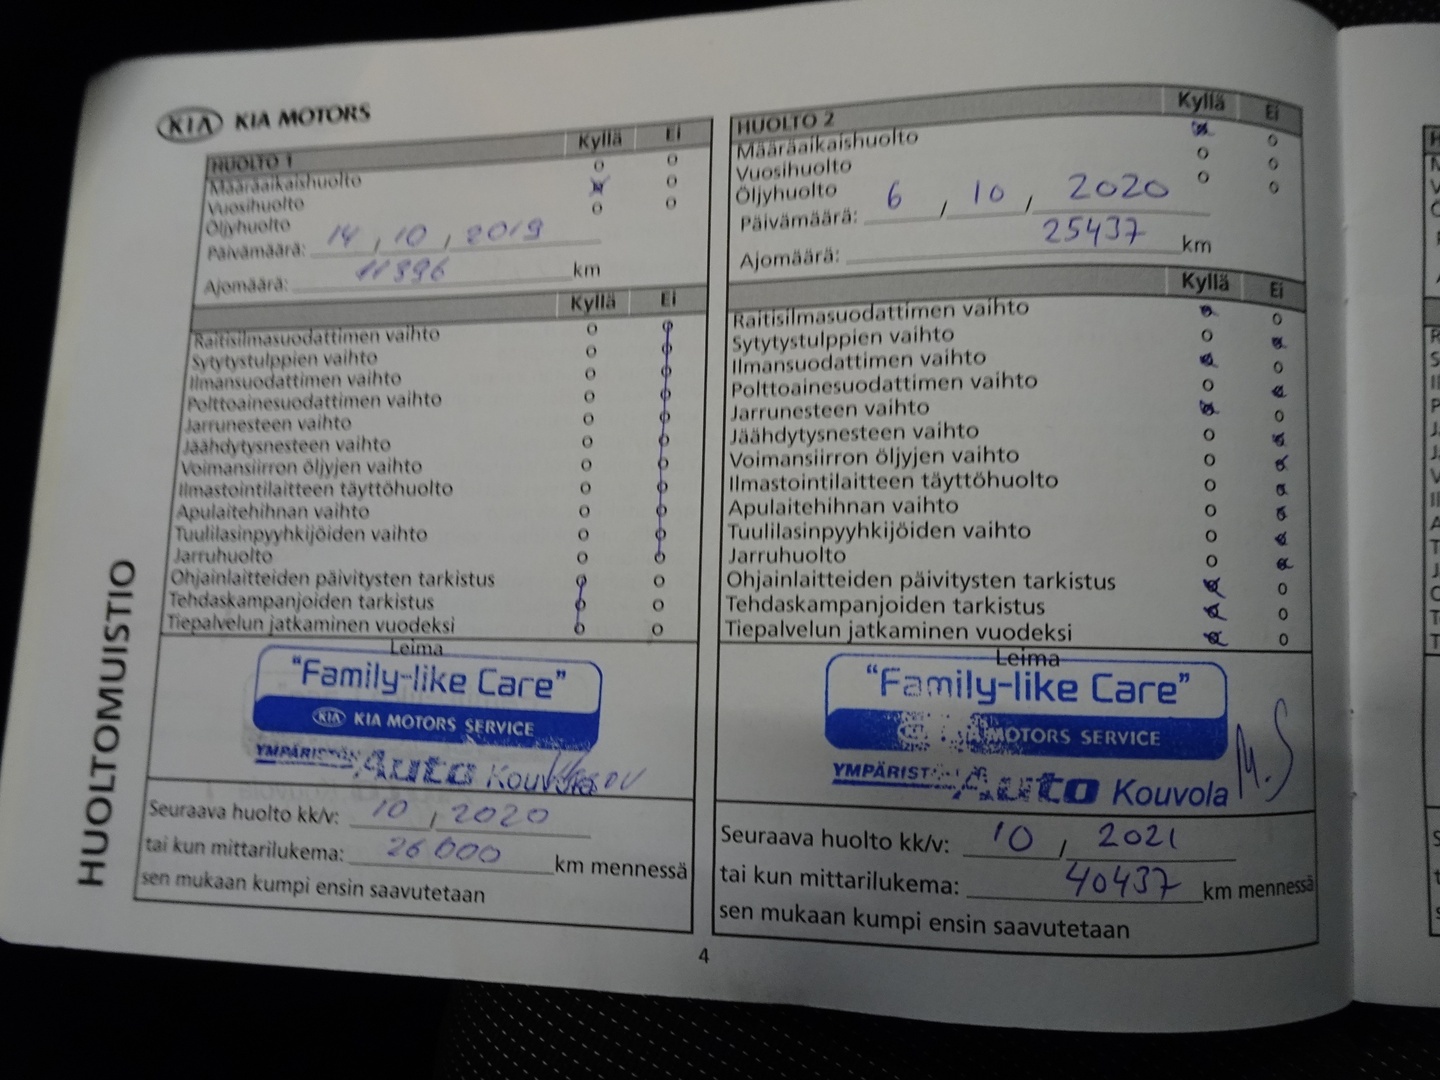 KIA KIA MOTORS
HUOLTOMUISTIO
HUOLTO 1 Kyllä Ei
Määräaikaishuolto
Vuosihuolto
Öljyhuolto
Päivämäärä: 14, 10, 2019
Ajomäärä: 11896 km
Kyllä Ei
Raitisilmasuodattimen vaihto
Sytytystulppien vaihto
Ilmansuodattimen vaihto
Polttoainesuodattimen vaihto
Jarrunesteen vaihto
Jäähdytysnesteen vaihto
Voimansiirron öljyjen vaihto
Ilmastointilaitteen täyttöhuolto
Apulaitehihnan vaihto
Tuulilasinpyyhkijöiden vaihto
Jarruhuolto
Ohjainlaitteiden päivitysten tarkistus
Tehdaskampanjoiden tarkistus
Tiepalvelun jatkaminen vuodeksi
Leima
"Family-like Care"
KIA KIA MOTORS SERVICE
YMPÄRISTÖN Auto Kouvola
Seuraava huolto kk/v: 10, 2020
tai kun mittarilukema: 26000 km mennessä
sen mukaan kumpi ensin saavutetaan
HUOLTO 2 Kyllä Ei
Määräaikaishuolto
Vuosihuolto
Öljyhuolto
Päivämäärä: 6, 10, 2020
Ajomäärä: 25437 km
Kyllä Ei
Raitisilmasuodattimen vaihto
Sytytystulppien vaihto
Ilmansuodattimen vaihto
Polttoainesuodattimen vaihto
Jarrunesteen vaihto
Jäähdytysnesteen vaihto
Voimansiirron öljyjen vaihto
Ilmastointilaitteen täyttöhuolto
Apulaitehihnan vaihto
Tuulilasinpyyhkijöiden vaihto
Jarruhuolto
Ohjainlaitteiden päivitysten tarkistus
Tehdaskampanjoiden tarkistus
Tiepalvelun jatkaminen vuodeksi
Leima
"Family-like Care"
MOTORS SERVICE
Auto Kouvola
M.S
Seuraava huolto kk/v: 10, 2021
tai kun mittarilukema: 40437 km mennessä
sen mukaan kumpi ensin saavutetaan
4